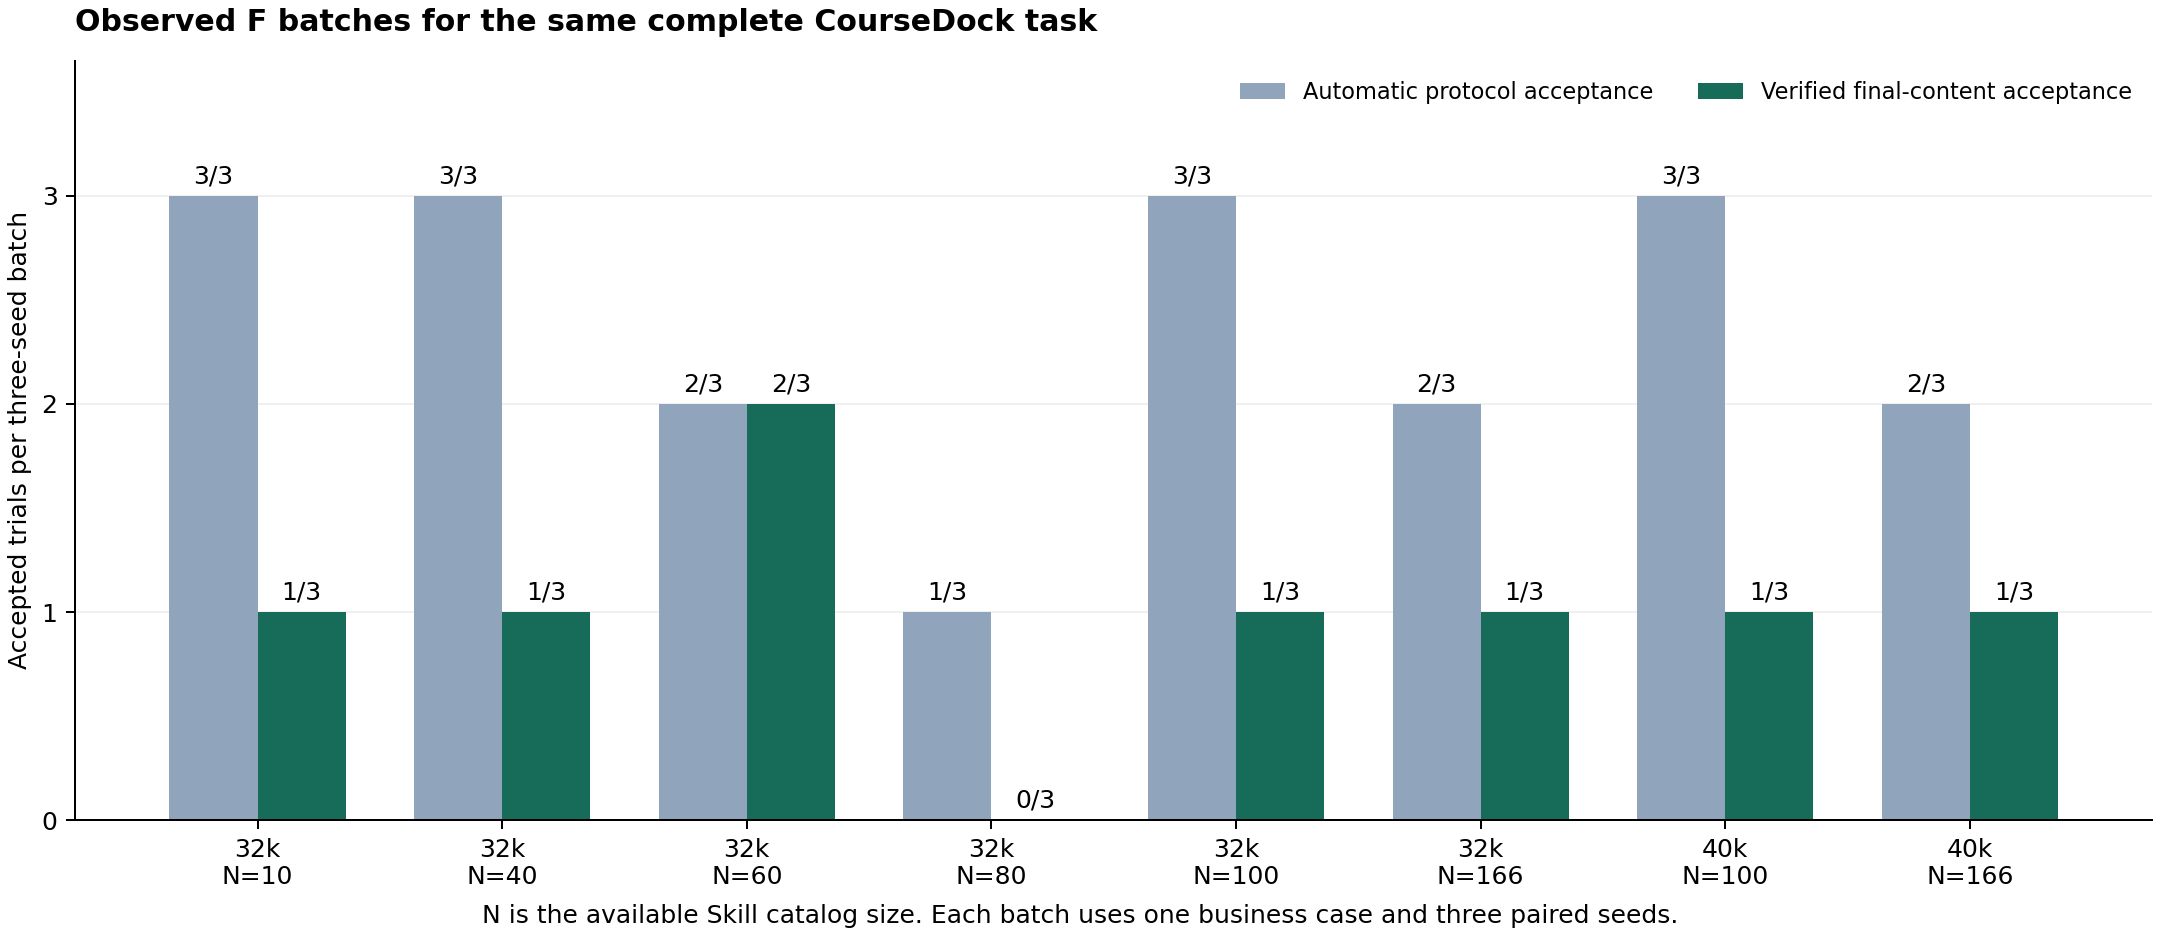 Observed F batches for the same complete CourseDock task
Automatic protocol acceptance
Verified final-content acceptance
Accepted trials per three-seed batch
3
2
1
0
3/3
1/3
3/3
1/3
2/3
2/3
1/3
0/3
3/3
1/3
2/3
1/3
3/3
1/3
2/3
1/3
32k
N=10
32k
N=40
32k
N=60
32k
N=80
32k
N=100
32k
N=166
40k
N=100
40k
N=166
N is the available Skill catalog size. Each batch uses one business case and three paired seeds.